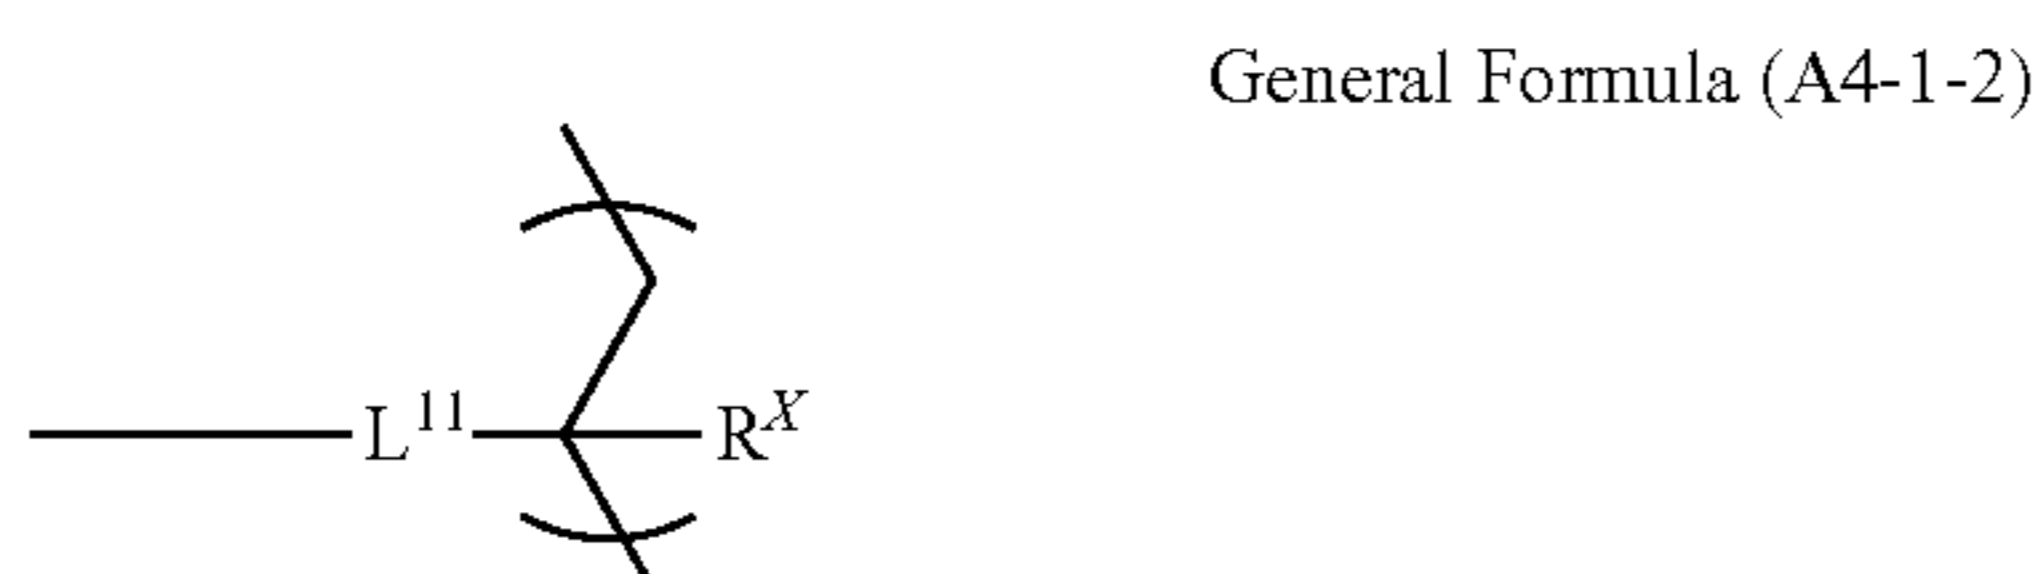 General Formula (A4-1-2)
L¹¹ Rˣ